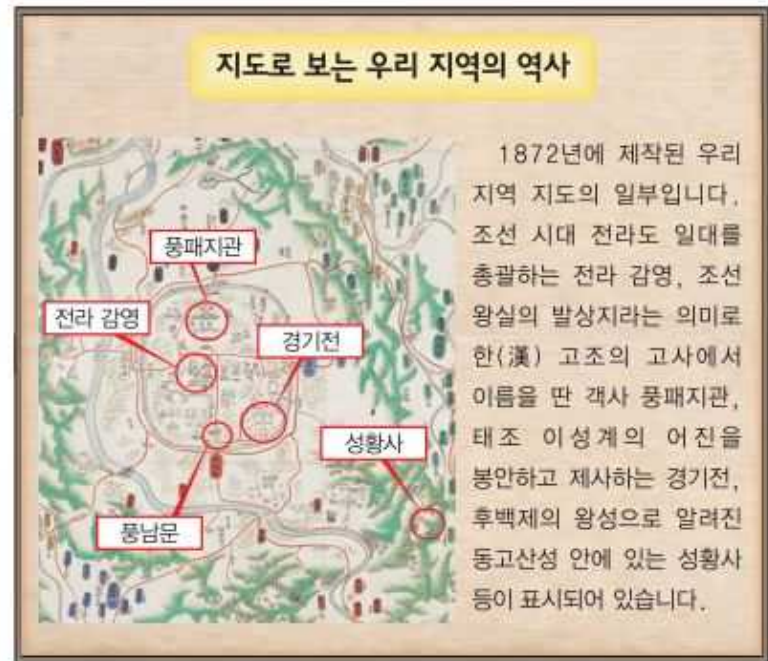 지도로 보는 우리 지역의 역사
풍패지관
전라 감영
경기전
성황사
풍남문
1872년에 제작된 우리
지역 지도의 일부입니다.
조선 시대 전라도 일대를
총괄하는 전라 감영, 조선
왕실의 발상지라는 의미로
한(漢) 고조의 고사에서
이름을 딴 객사 풍패지관,
태조 이성계의 어진을
봉안하고 제사하는 경기전,
후백제의 왕성으로 알려진
동고산성 안에 있는 성황사
등이 표시되어 있습니다.